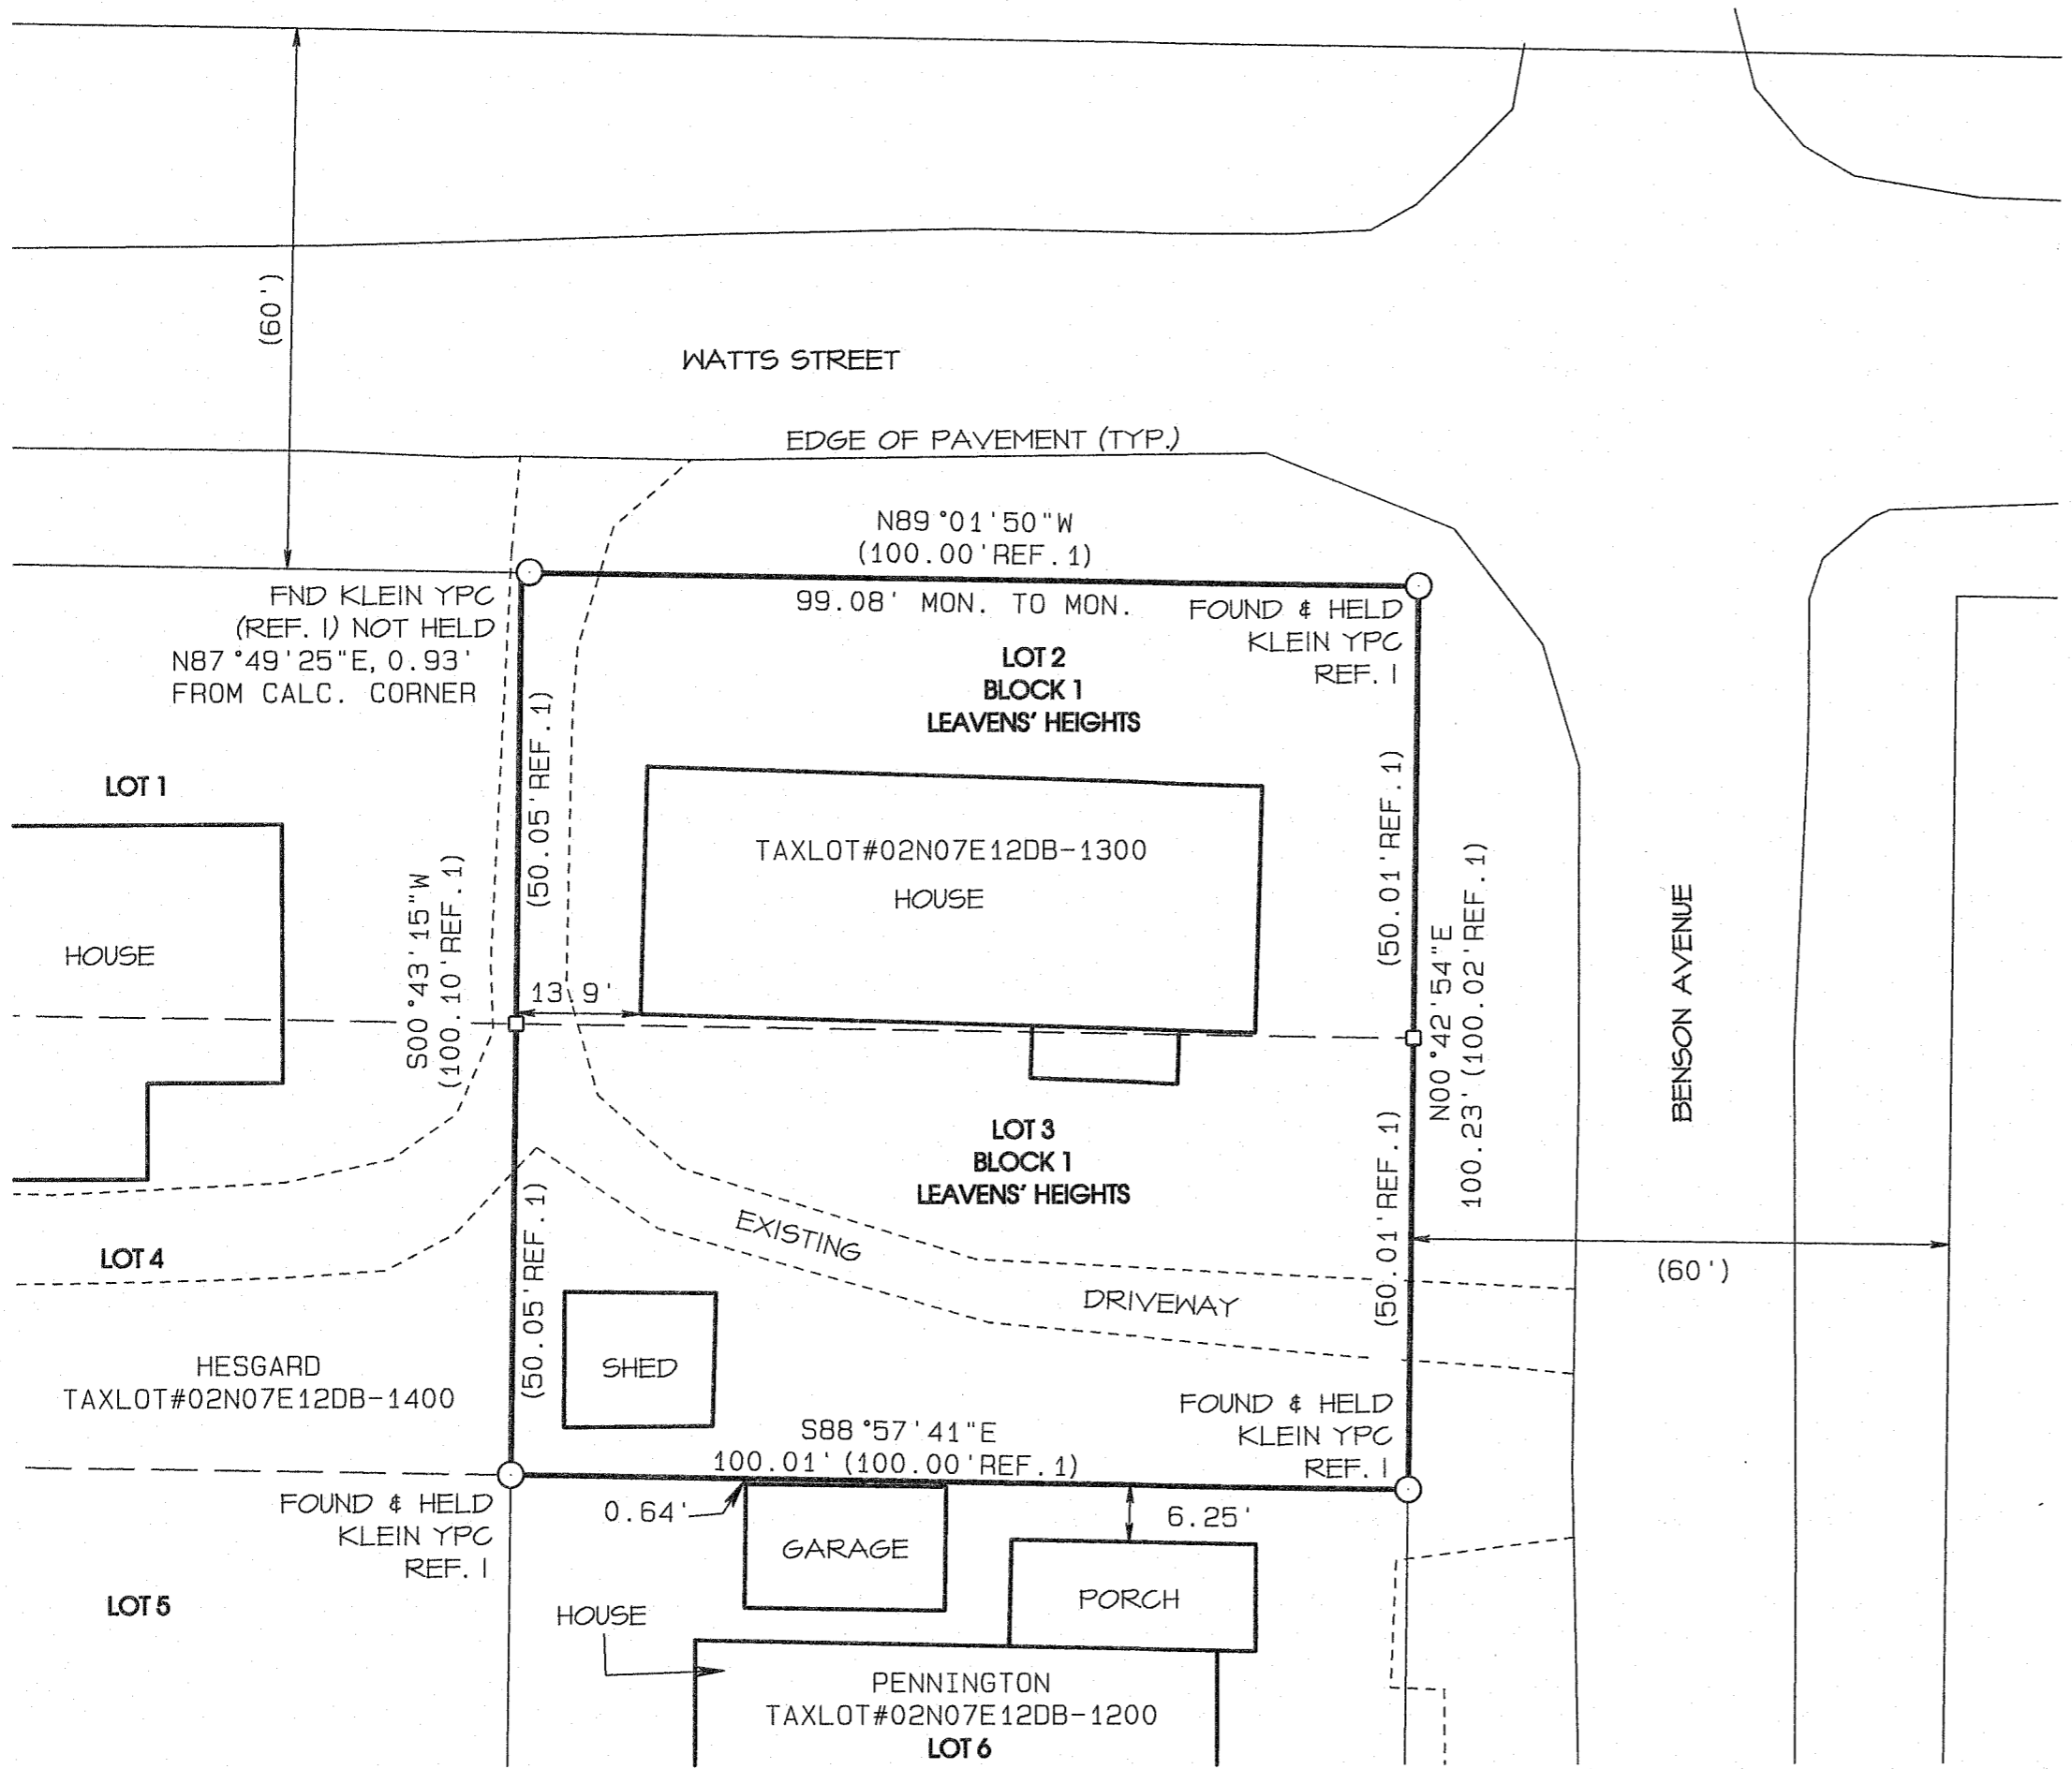 (60')
WATTS STREET
EDGE OF PAVEMENT (TYP.)
N89°01'50"W
(100.00'REF.1)
99.08' MON. TO MON.
FND KLEIN YPC
(REF. 1) NOT HELD
N87°49'25"E, 0.93'
FROM CALC. CORNER
FOUND & HELD
KLEIN YPC
REF. 1
LOT 2
BLOCK 1
LEAVENS' HEIGHTS
LOT 1
(50.05'REF.1)
(50.01'REF.1)
TAXLOT#02N07E12DB-1300
HOUSE
HOUSE
S00°43'15"W
(100.10'REF.1)
13.9'
N00°42'54"E
100.23' (100.02'REF.1)
BENSON AVENUE
LOT 3
BLOCK 1
LEAVENS' HEIGHTS
(50.05'REF.1)
(50.01'REF.1)
EXISTING
DRIVEWAY
LOT 4
(60')
HESGARD
TAXLOT#02N07E12DB-1400
SHED
S88°57'41"E
100.01' (100.00'REF.1)
FOUND & HELD
KLEIN YPC
REF. 1
FOUND & HELD
KLEIN YPC
REF. 1
0.64'
6.25'
GARAGE
PORCH
LOT 5
HOUSE
PENNINGTON
TAXLOT#02N07E12DB-1200
LOT 6